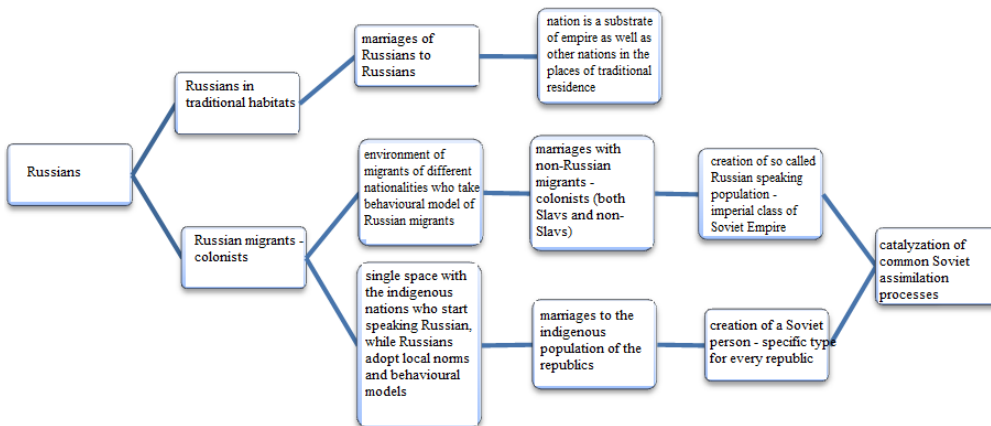 Russians
Russians in
traditional habitats
marriages of
Russians to
Russians
nation is a substrate
of empire as well as
other nations in the
places of traditional
residence
Russian migrants -
colonists
environment of
migrants of different
nationalities who take
behavioural model of
Russian migrants
marriages with
non-Russian
migrants -
colonists (both
Slavs and non-
Slavs)
creation of so called
Russian speaking
population -
imperial class of
Soviet Empire
single space with
the indigenous
nations who start
speaking Russian,
while Russians
adopt local norms
and behavioural
models
marriages to the
indigenous
population of the
republics
creation of a Soviet
person - specific type
for every republic
catalyzation of
common Soviet
assimilation
processes